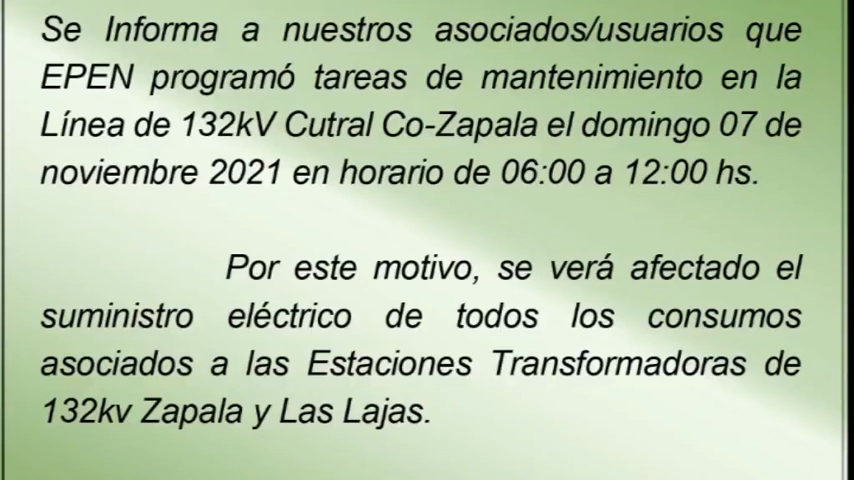 Se Informa a nuestros asociados/usuarios que
EPEN programó tareas de mantenimiento en la
Línea de 132kV Cutral Co-Zapala el domingo 07 de
noviembre 2021 en horario de 06:00 a 12:00 hs.
Por este motivo, se verá afectado el
suministro eléctrico de todos los consumos
asociados a las Estaciones Transformadoras de
132kv Zapala y Las Lajas.